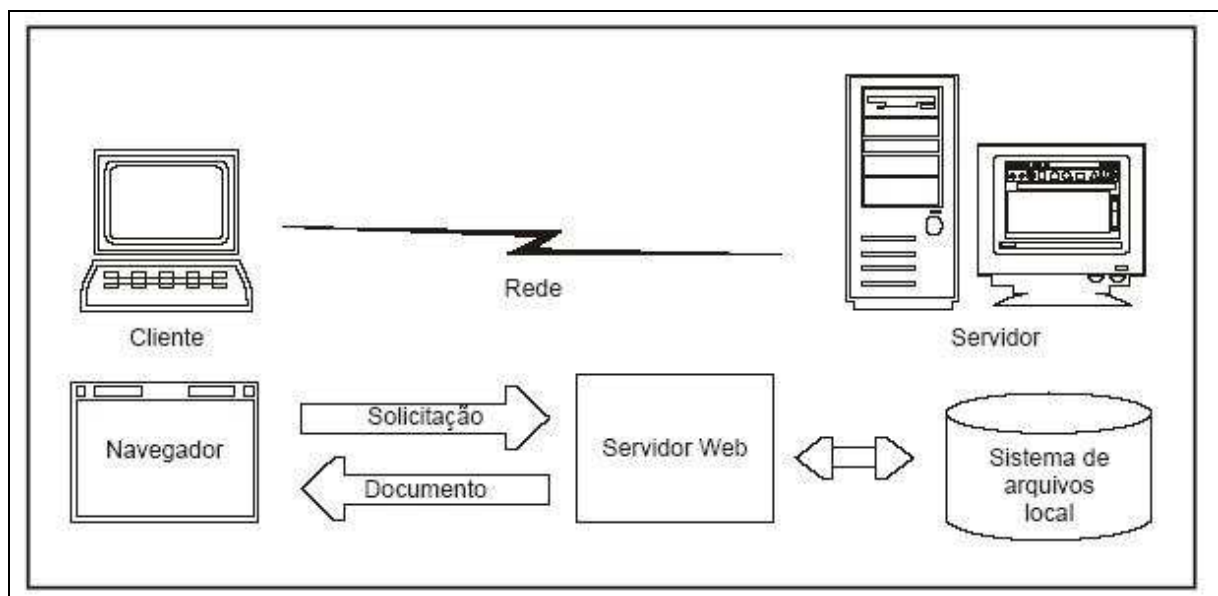 Rede
Cliente
Servidor
Navegador
Solicitação
Documento
Servidor Web
Sistema de
arquivos
local